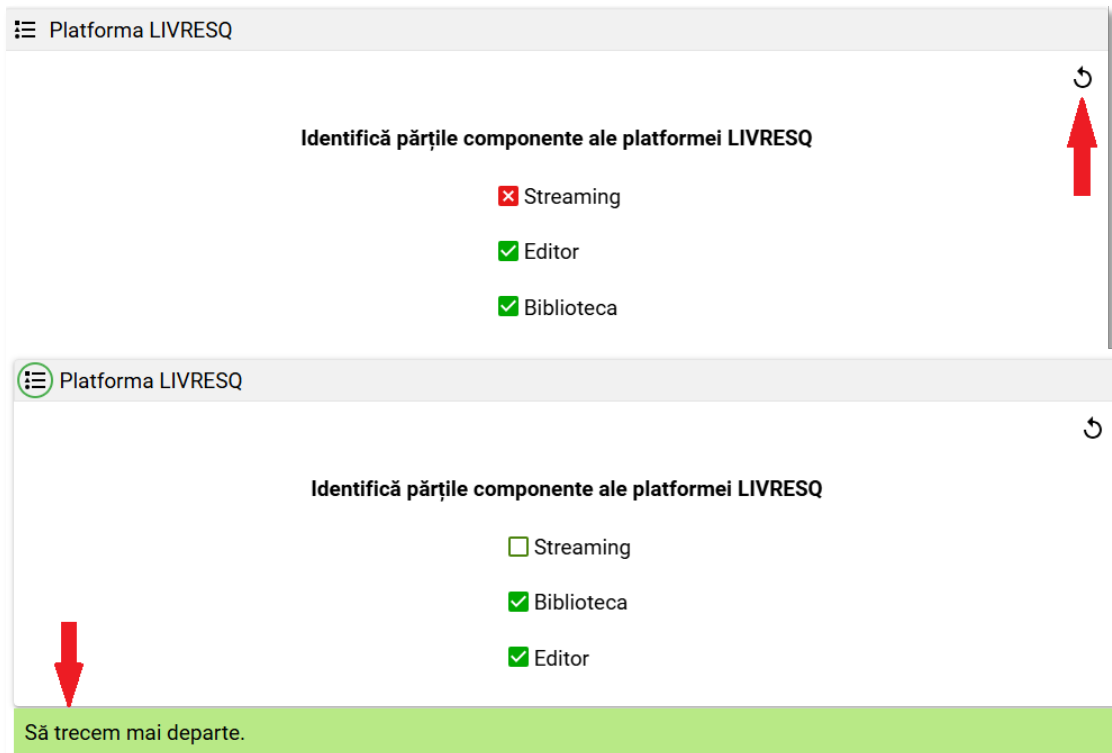 Platforma LIVRESQ
Identifică părțile componente ale platformei LIVRESQ
Streaming
Editor
Biblioteca
Platforma LIVRESQ
Identifică părțile componente ale platformei LIVRESQ
Streaming
Biblioteca
Editor
Să trecem mai departe.